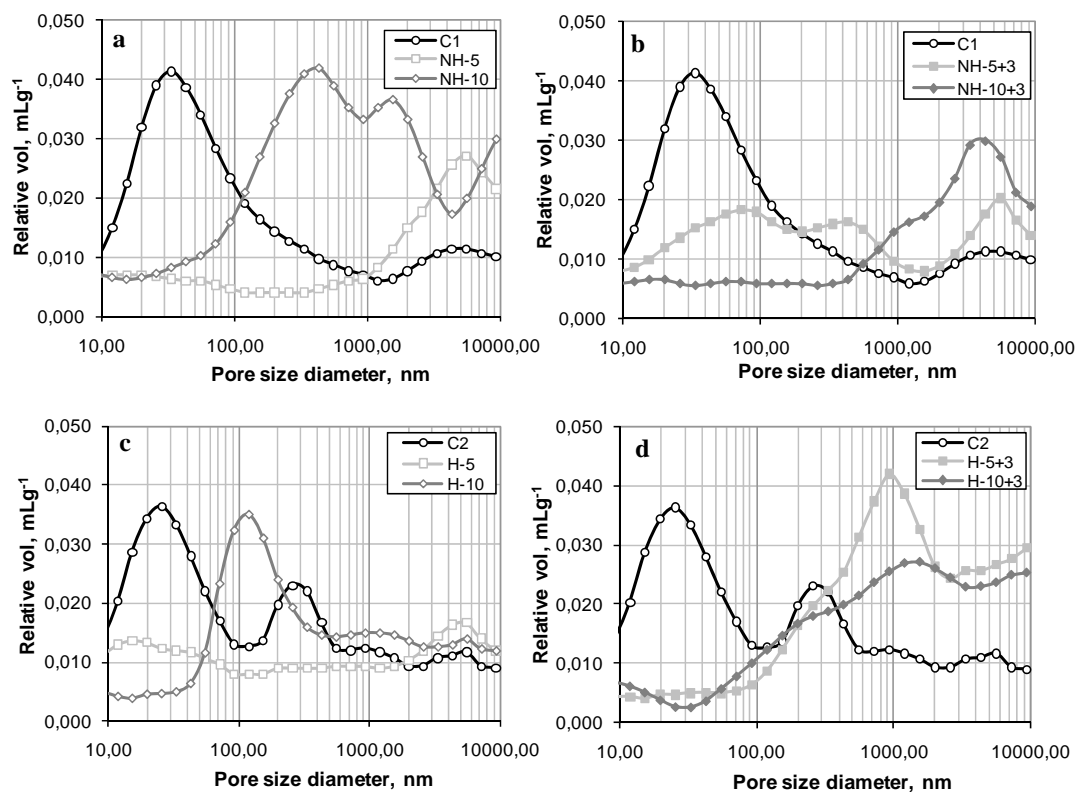 a
C1
NH-5
NH-10
Relative vol, mLg-1
0,050
0,040
0,030
0,020
0,010
0,000
10,00 100,00 1000,00 10000,00
Pore size diameter, nm
b
C1
NH-5+3
NH-10+3
Relative vol, mLg-1
0,050
0,040
0,030
0,020
0,010
0,000
10,00 100,00 1000,00 10000,00
Pore size diameter, nm
c
C2
H-5
H-10
Relative vol, mLg-1
0,050
0,040
0,030
0,020
0,010
0,000
10,00 100,00 1000,00 10000,00
Pore size diameter, nm
d
C2
H-5+3
H-10+3
Relative vol, mLg-1
0,050
0,040
0,030
0,020
0,010
0,000
10,00 100,00 1000,00 10000,00
Pore size diameter, nm